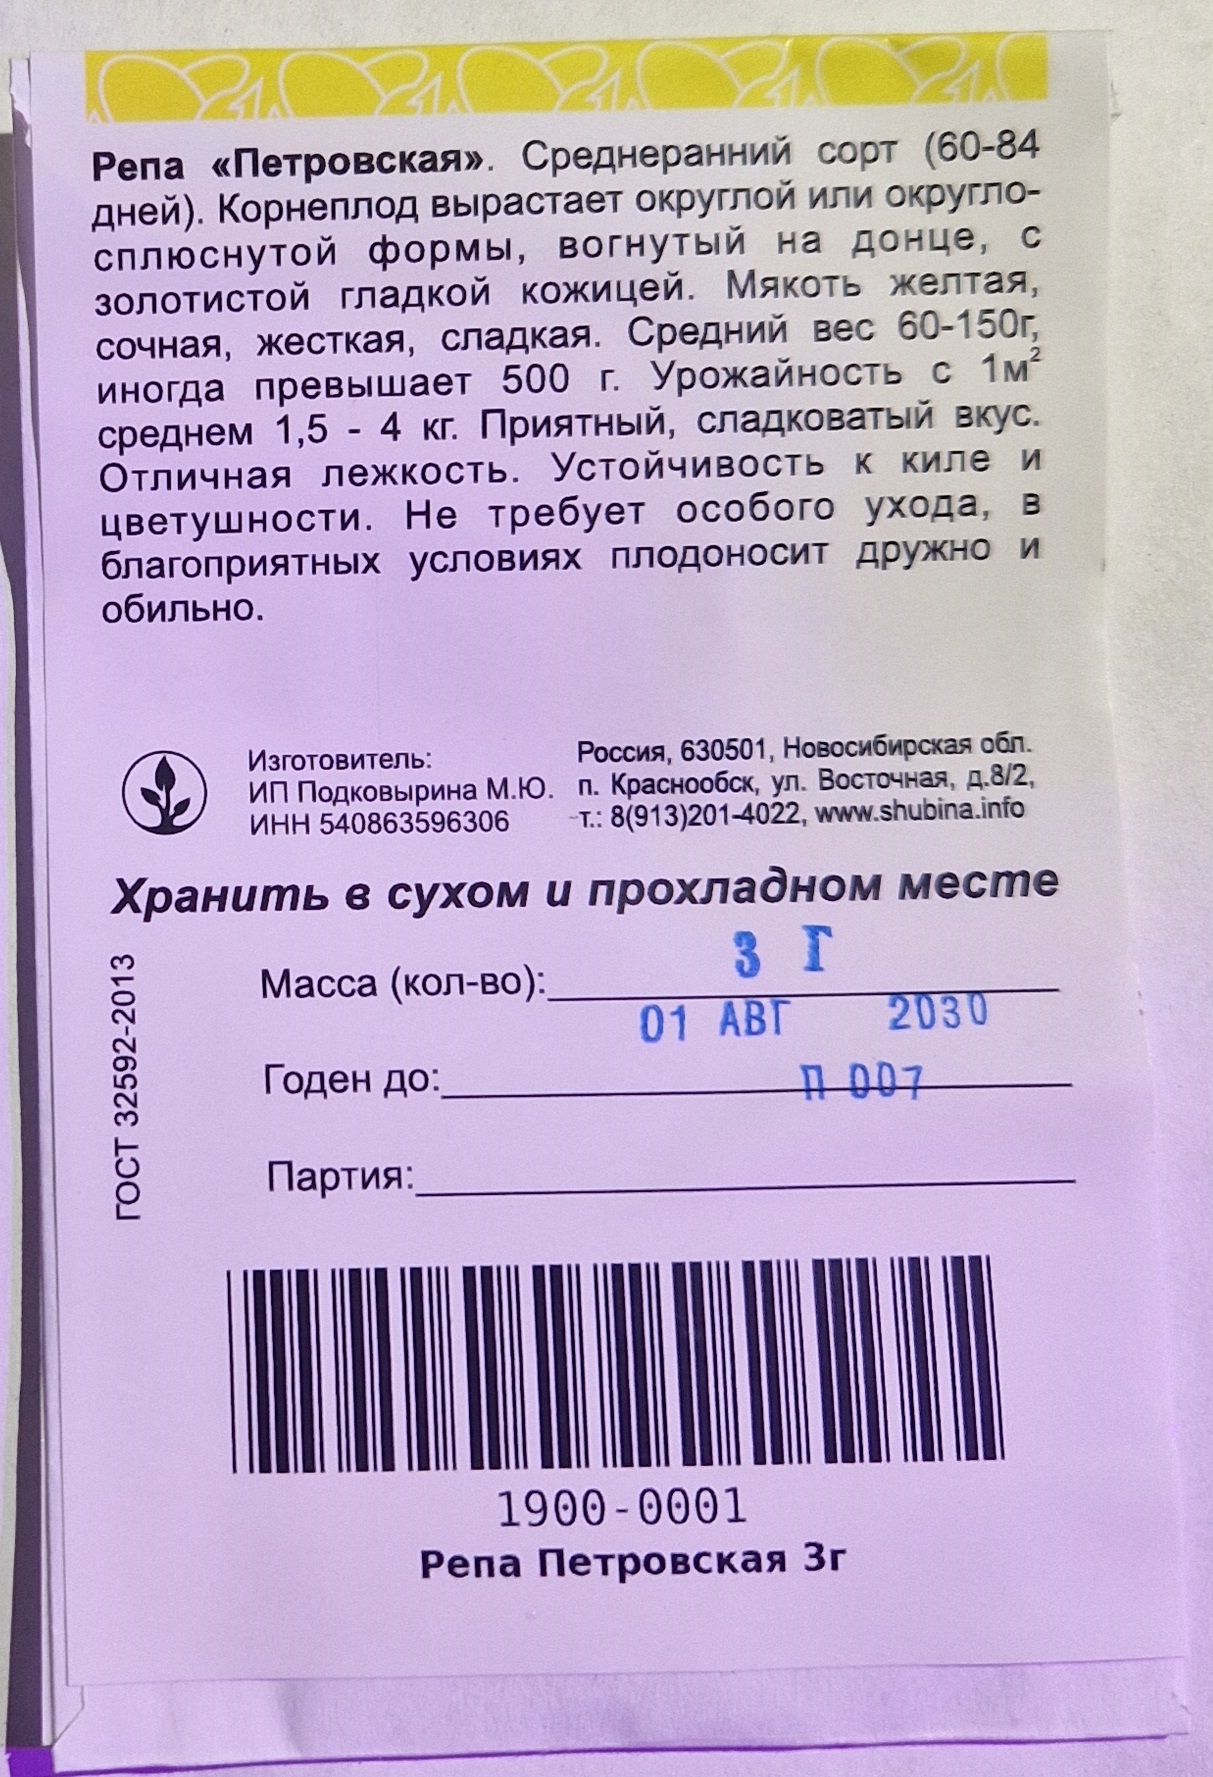 Репа «Петровская». Среднеранний сорт (60-84
дней). Корнеплод вырастает округлой или округло-
сплюснутой формы, вогнутый на донце, с
золотистой гладкой кожицей. Мякоть желтая,
сочная, жесткая, сладкая. Средний вес 60-150г,
иногда превышает 500 г. Урожайность с 1м²
среднем 1,5 - 4 кг. Приятный, сладковатый вкус.
Отличная лежкость. Устойчивость к киле и
цветушности. Не требует особого ухода, в
благоприятных условиях плодоносит дружно и
обильно.
Изготовитель:
ИП Подковырина М.Ю.
ИНН 540863596306
Россия, 630501, Новосибирская обл.
п. Краснообск, ул. Восточная, д.8/2,
т.: 8(913)201-4022, www.shubina.info
Хранить в сухом и прохладном месте
ГОСТ 32592-2013
Масса (кол-во): 3 Г
01 АВГ 2030
Годен до: П 007
Партия:
1900-0001
Репа Петровская 3г